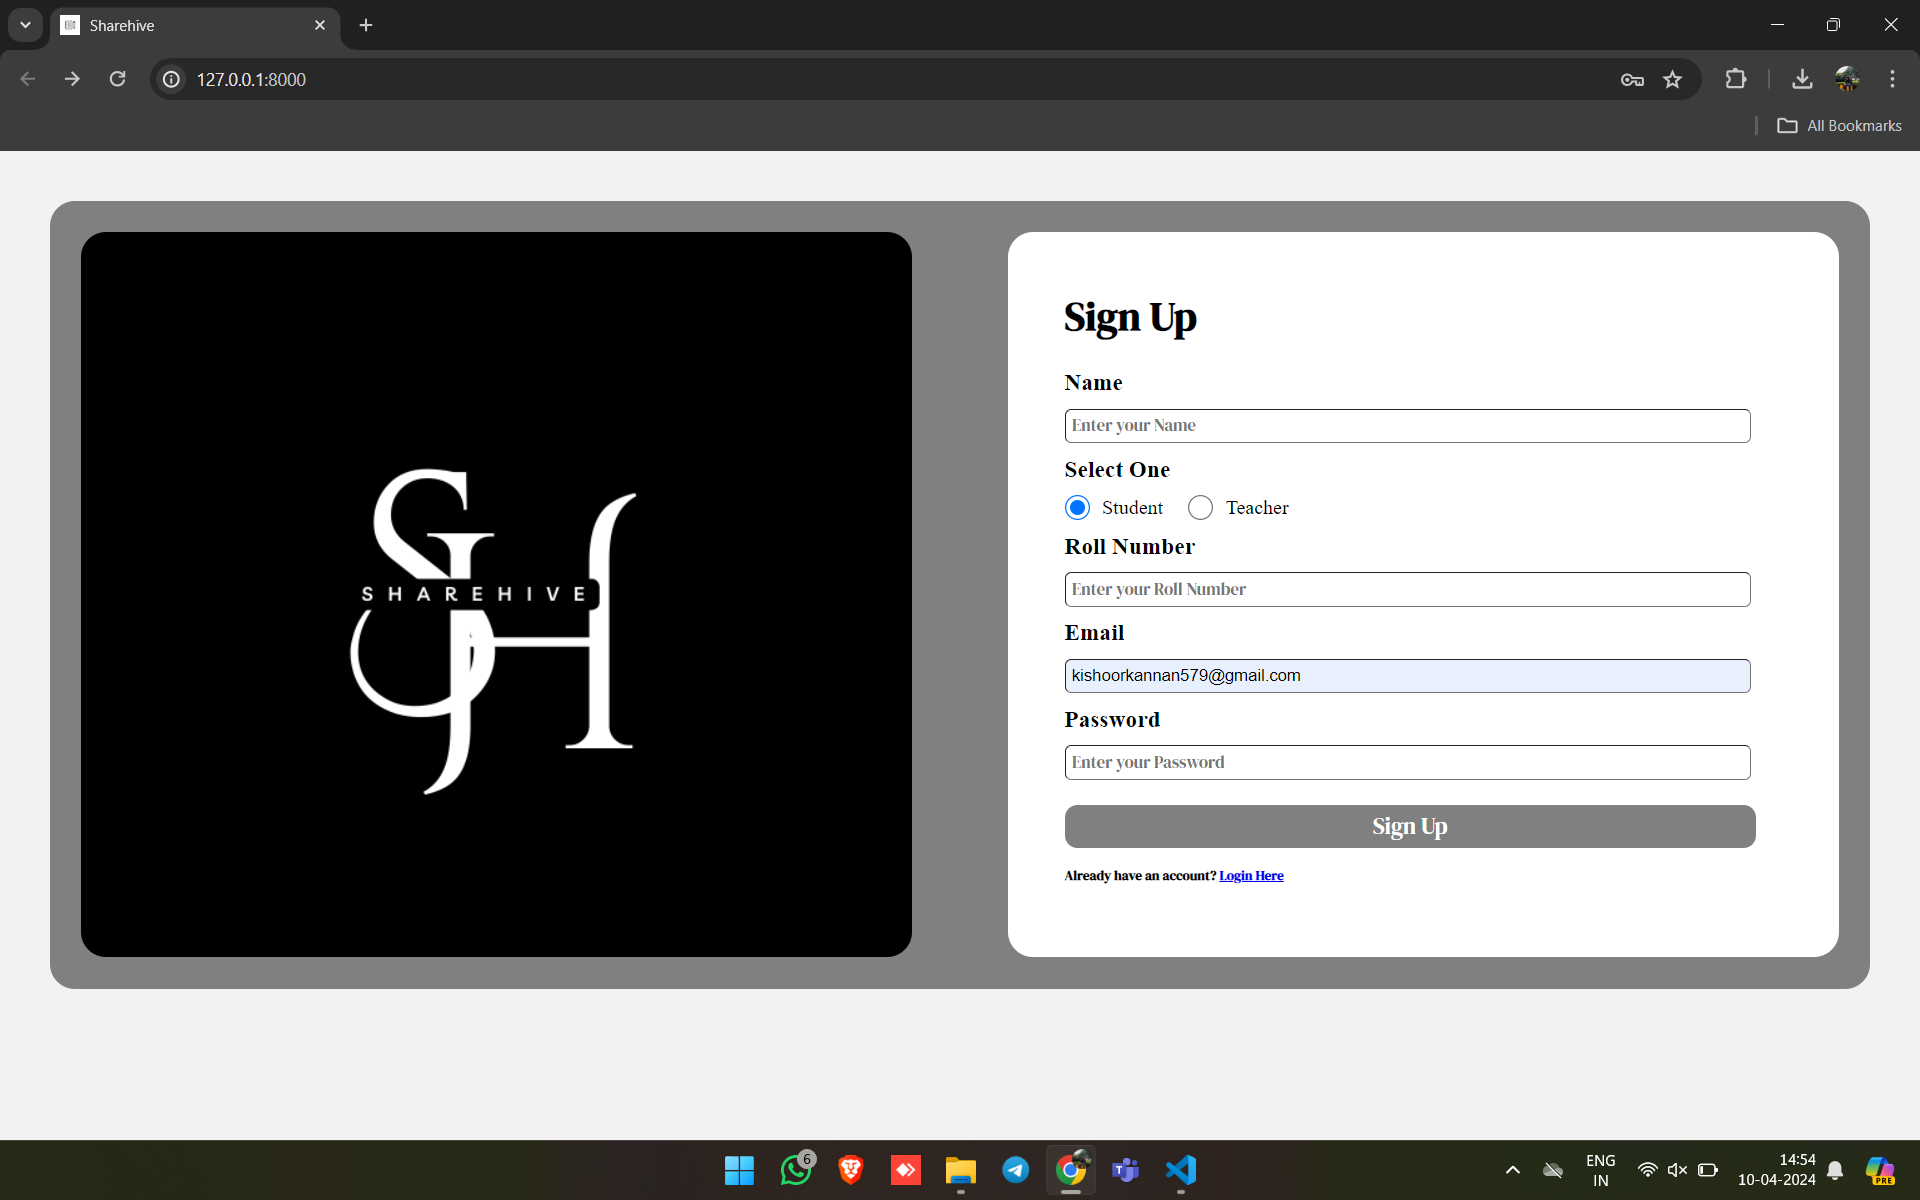 Sharehive
127.0.0.1:8000
All Bookmarks
SHAREHIVE
Sign Up
Name
Enter your Name
Select One
Student Teacher
Roll Number
Enter your Roll Number
Email
kishoorkannan579@gmail.com
Password
Enter your Password
Sign Up
Already have an account? Login Here
6
ENG
IN
14:54
10-04-2024
PRE